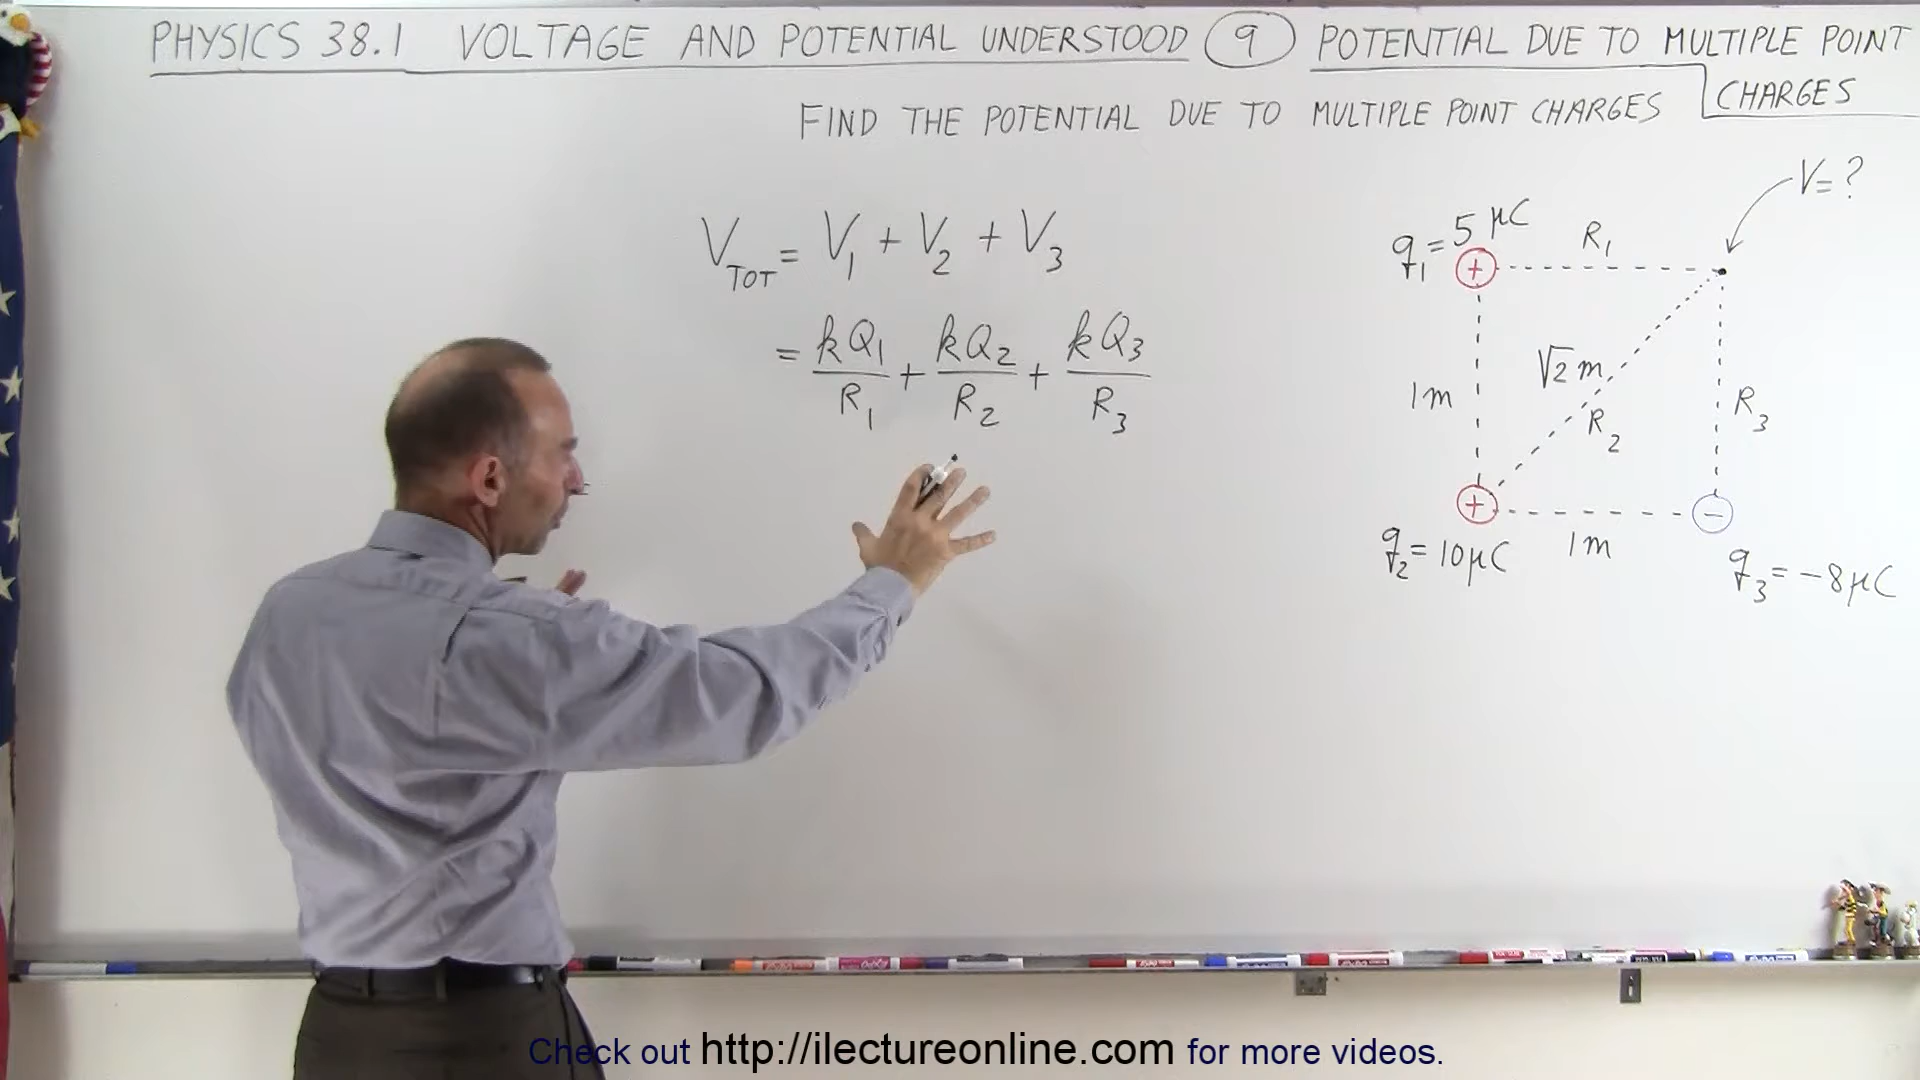 PHYSICS 38.1 VOLTAGE AND POTENTIAL UNDERSTOOD 9 POTENTIAL DUE TO MULTIPLE POINT
CHARGES
FIND THE POTENTIAL DUE TO MULTIPLE POINT CHARGES
V_TOT = V₁ + V₂ + V₃
= kQ₁/R₁ + kQ₂/R₂ + kQ₃/R₃
V = ?
q₁ = 5 μC
R₁
+
√2 m
1m
R₂
R₃
+
−
q₂ = 10μC
1m
q₃ = −8μC
Check out http://ilectureonline.com for more videos.